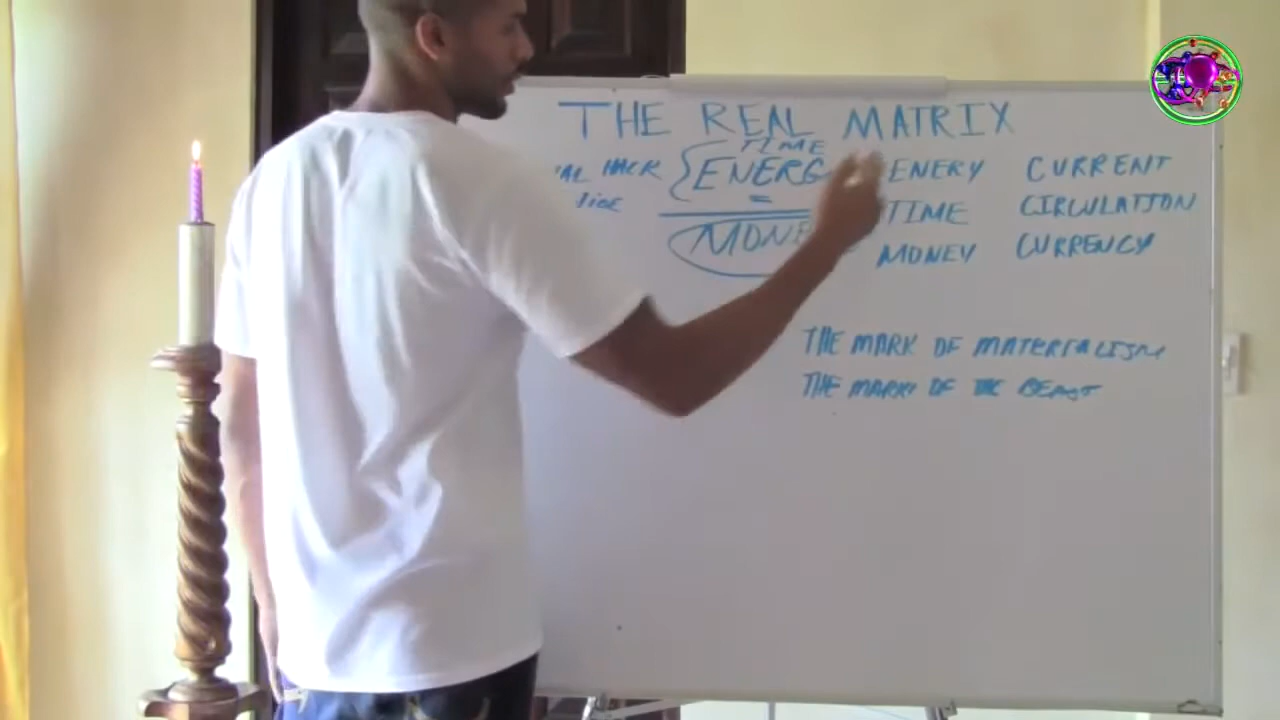 THE REAL MATRIX
TIME
HACK { ENERG ENERY CURRENT
= TIME CIRCULATION
MONE MONEY CURRENCY
THE MARK OF MATERIALISM
THE MARK OF THE BEAST